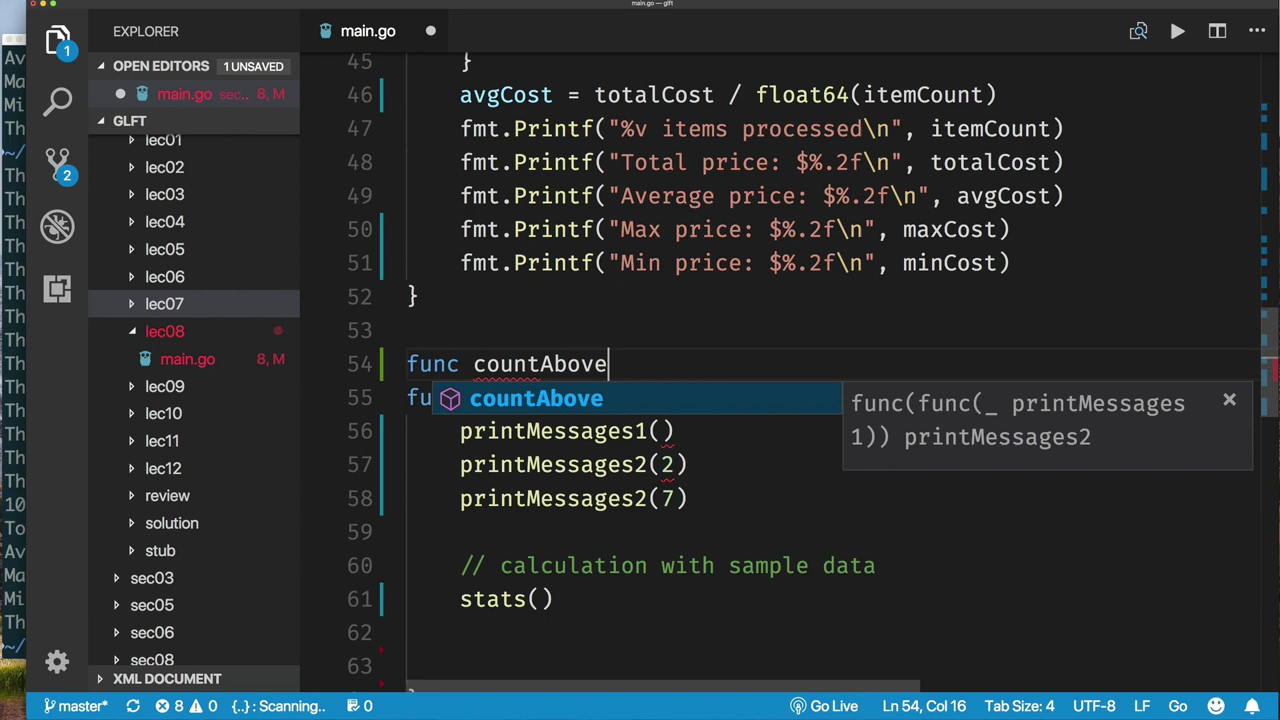 main.go — glft
EXPLORER
OPEN EDITORS 1 UNSAVED
main.go sec... 8, M
GLFT
lec01
lec02
lec03
lec04
lec05
lec06
lec07
lec08
main.go 8, M
lec09
lec10
lec11
lec12
review
solution
stub
sec03
sec05
sec06
sec08
XML DOCUMENT
1
2
main.go
45 }
46 avgCost = totalCost / float64(itemCount)
47 fmt.Printf("%v items processed\n", itemCount)
48 fmt.Printf("Total price: $%.2f\n", totalCost)
49 fmt.Printf("Average price: $%.2f\n", avgCost)
50 fmt.Printf("Max price: $%.2f\n", maxCost)
51 fmt.Printf("Min price: $%.2f\n", minCost)
52 }
53
54 func countAbove
55 fu
countAbove
func(func(_ printMessages
1)) printMessages2
56 printMessages1()
57 printMessages2(2)
58 printMessages2(7)
59
60 // calculation with sample data
61 stats()
62
63
master* 8 0 {..} : Scanning.. 0 Go Live Ln 54, Col 16 Tab Size: 4 UTF-8 LF Go